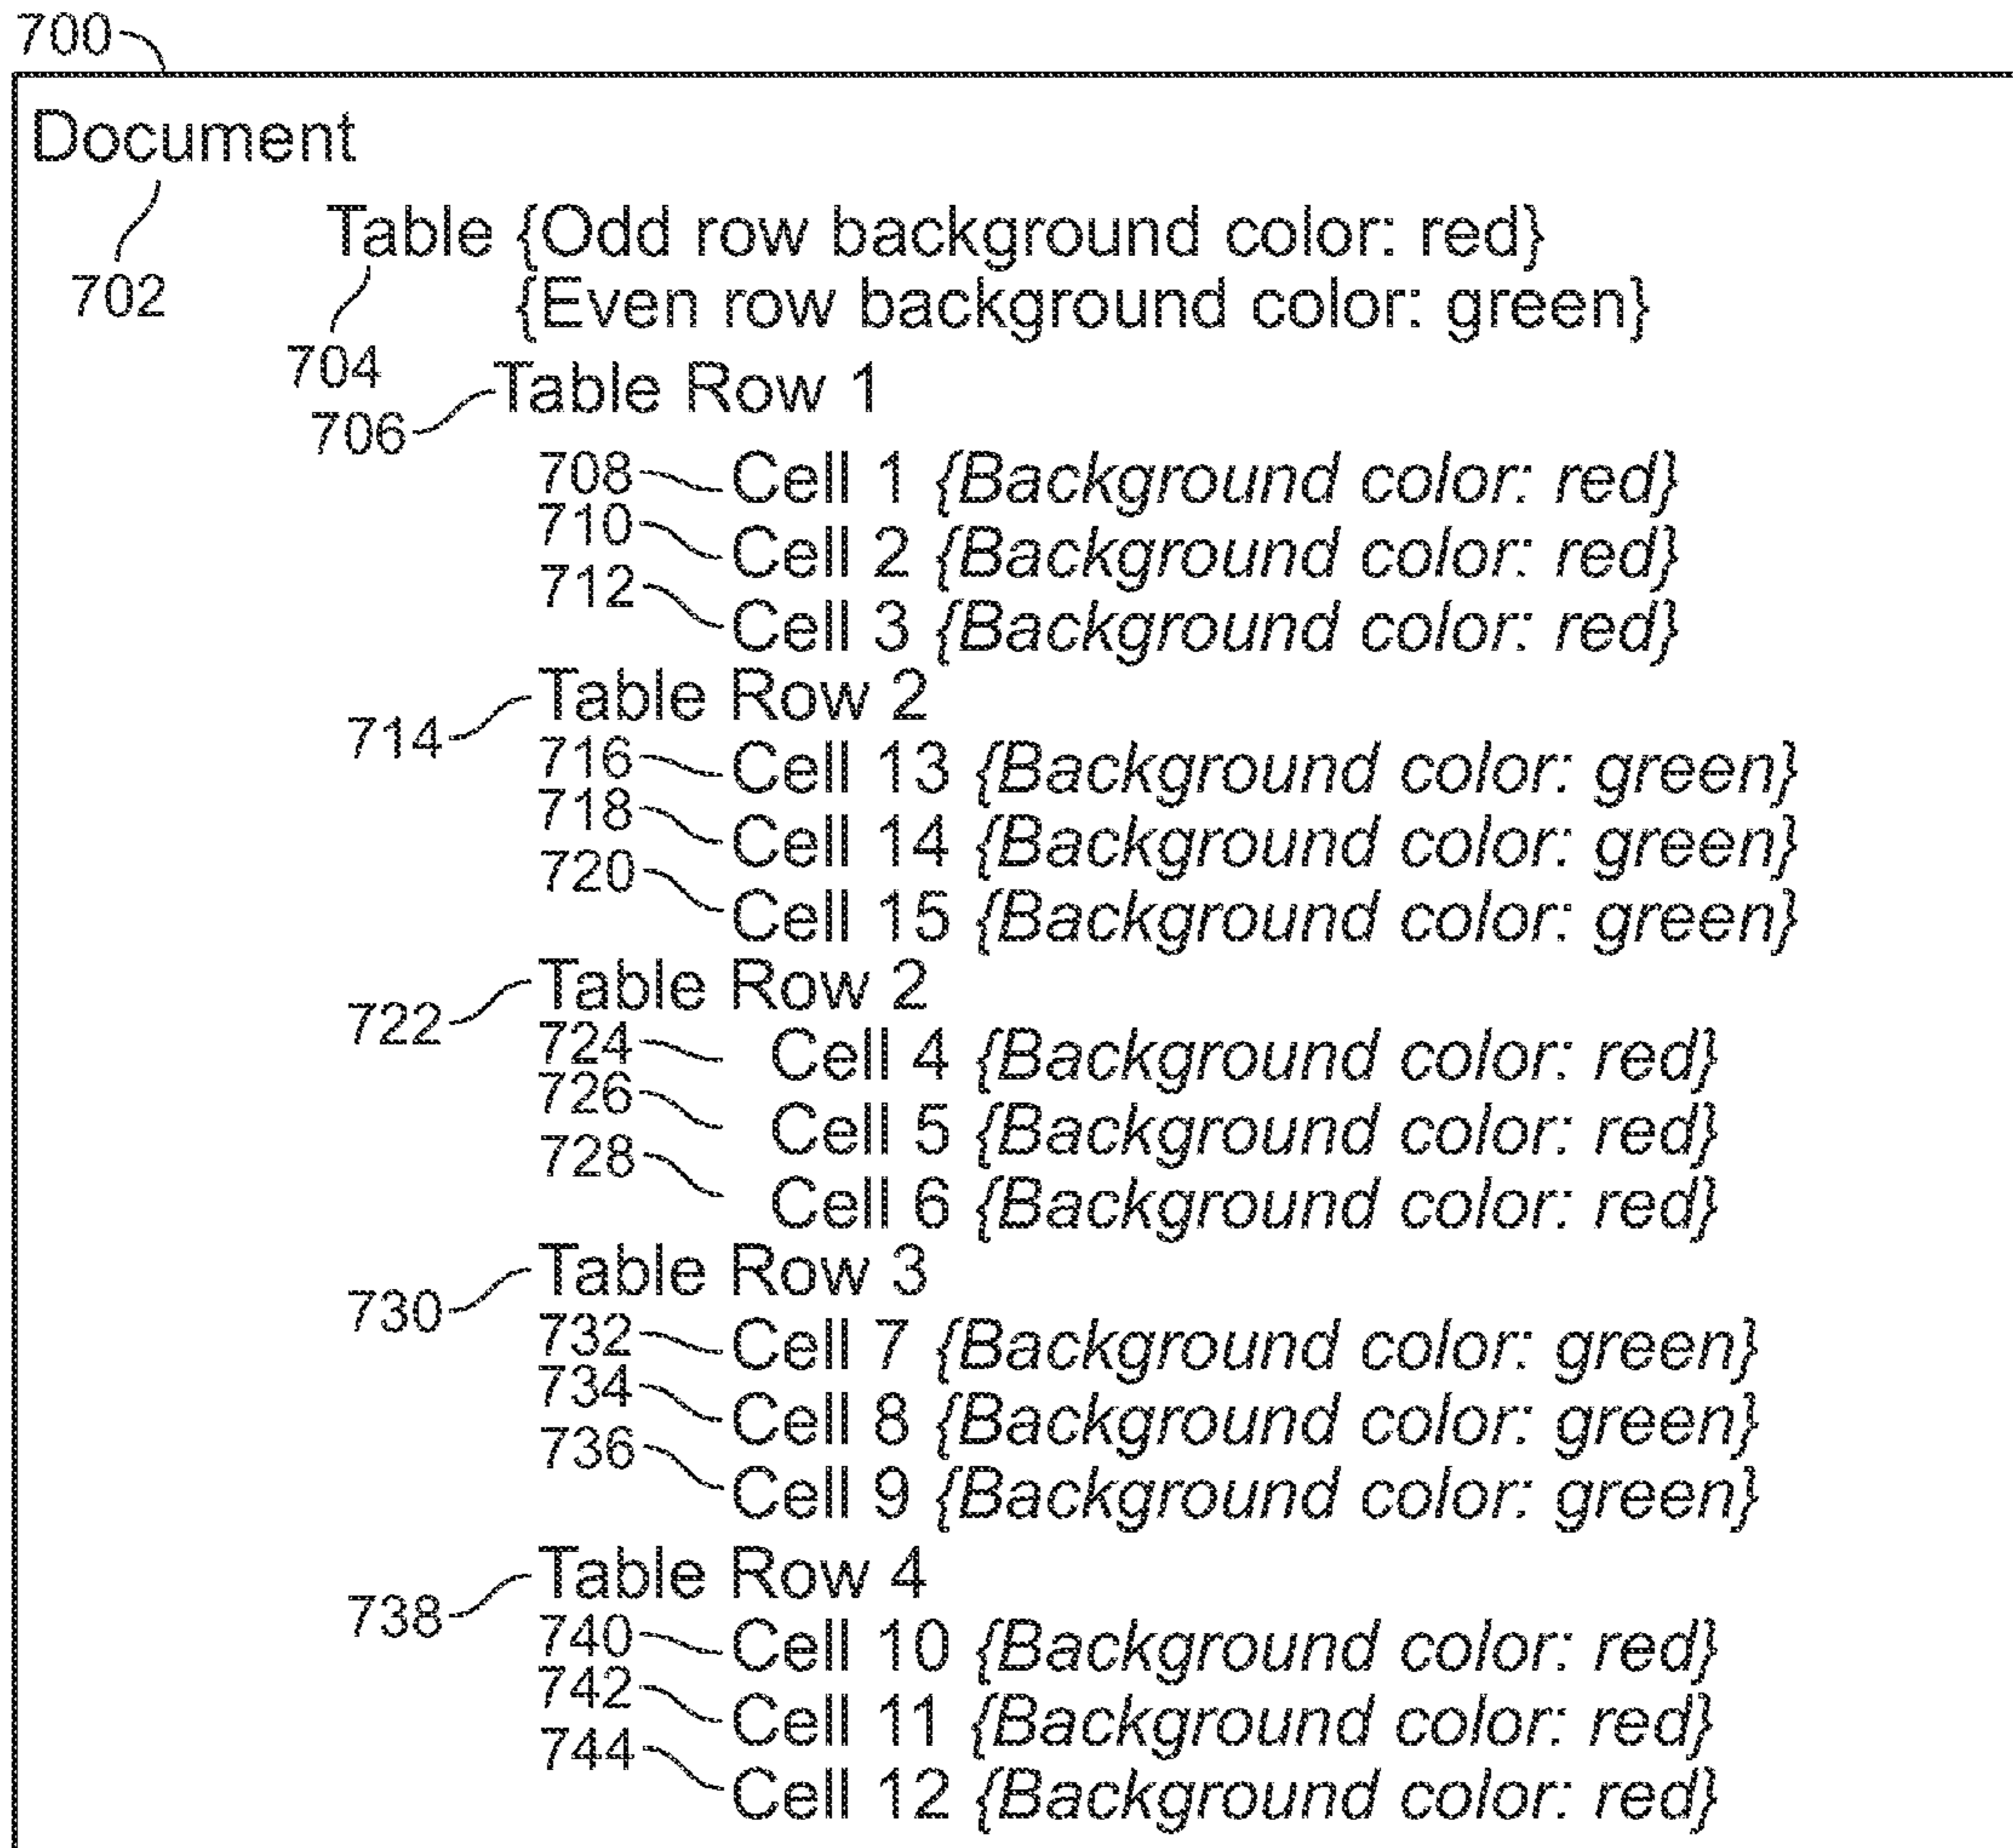 700
Document
702
Table {Odd row background color: red}
{Even row background color: green}
704
706 Table Row 1
708 Cell 1 {Background color: red}
710 Cell 2 {Background color: red}
712 Cell 3 {Background color: red}
714 Table Row 2
716 Cell 13 {Background color: green}
718 Cell 14 {Background color: green}
720 Cell 15 {Background color: green}
722 Table Row 2
724 Cell 4 {Background color: red}
726 Cell 5 {Background color: red}
728 Cell 6 {Background color: red}
730 Table Row 3
732 Cell 7 {Background color: green}
734 Cell 8 {Background color: green}
736 Cell 9 {Background color: green}
738 Table Row 4
740 Cell 10 {Background color: red}
742 Cell 11 {Background color: red}
744 Cell 12 {Background color: red}